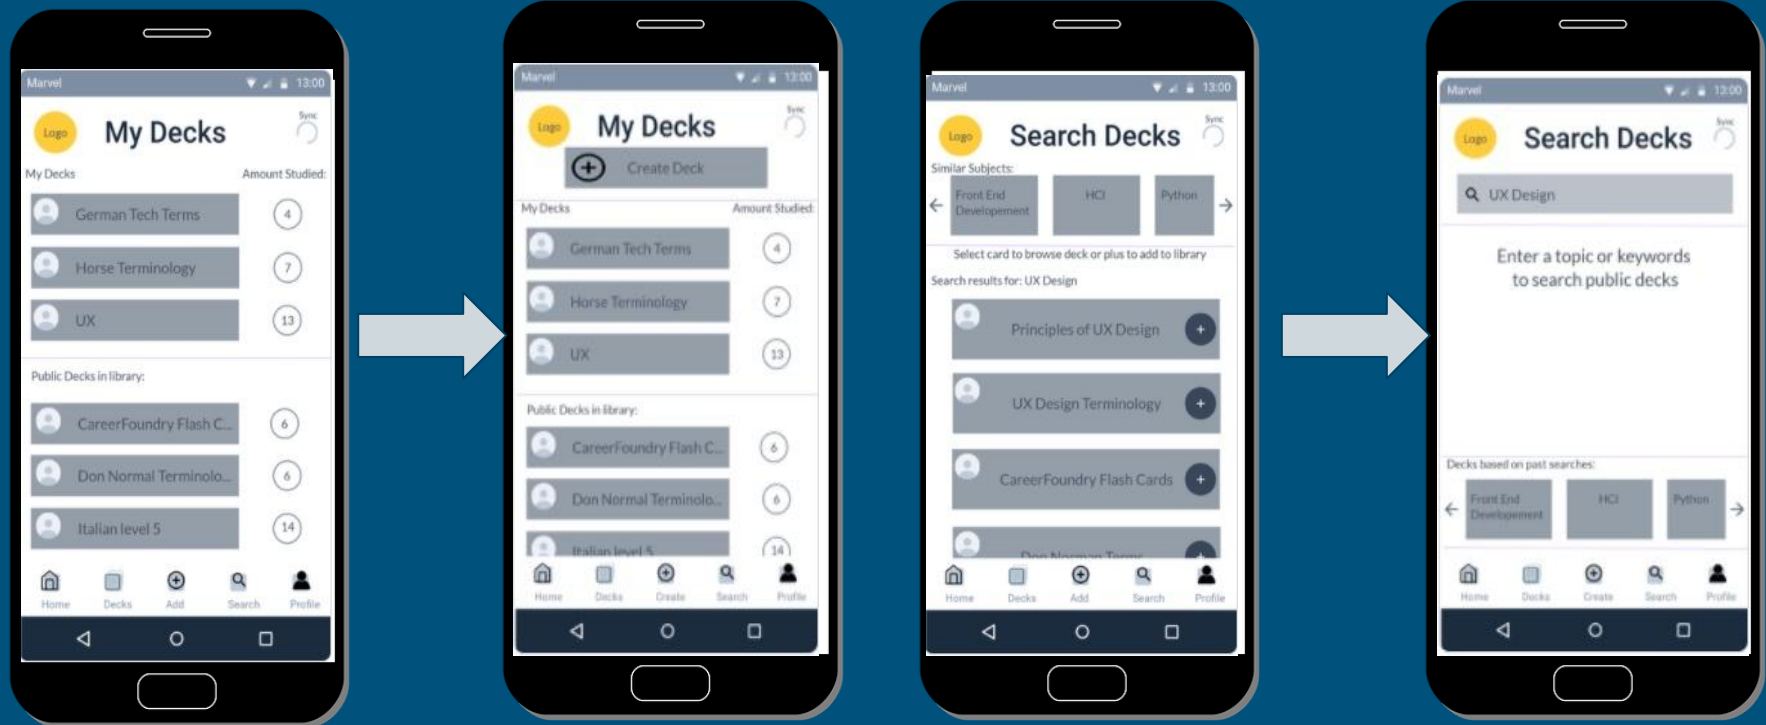 Marvel 13:00
Logo My Decks Sync
My Decks Amount Studied:
German Tech Terms 4
Horse Terminology 7
UX 13
Public Decks in library:
CareerFoundry Flash C... 6
Don Normal Terminolo... 6
Italian level 5 14
Home Decks Add Search Profile
Marvel 13:00
Logo My Decks Sync
Create Deck
My Decks Amount Studied:
German Tech Terms 4
Horse Terminology 7
UX 13
Public Decks in library:
CareerFoundry Flash C... 6
Don Normal Terminolo... 6
Italian level 5 14
Home Decks Create Search Profile
Marvel 13:00
Logo Search Decks Sync
Similar Subjects:
Front End HCI Python
Developement
Select card to browse deck or plus to add to library
Search results for: UX Design
Principles of UX Design
UX Design Terminology
CareerFoundry Flash Cards
Don Norman Terms
Home Decks Add Search Profile
Marvel 13:00
Logo Search Decks Sync
UX Design
Enter a topic or keywords
to search public decks
Decks based on past searches:
Front End HCI Python
Developement
Home Decks Create Search Profile